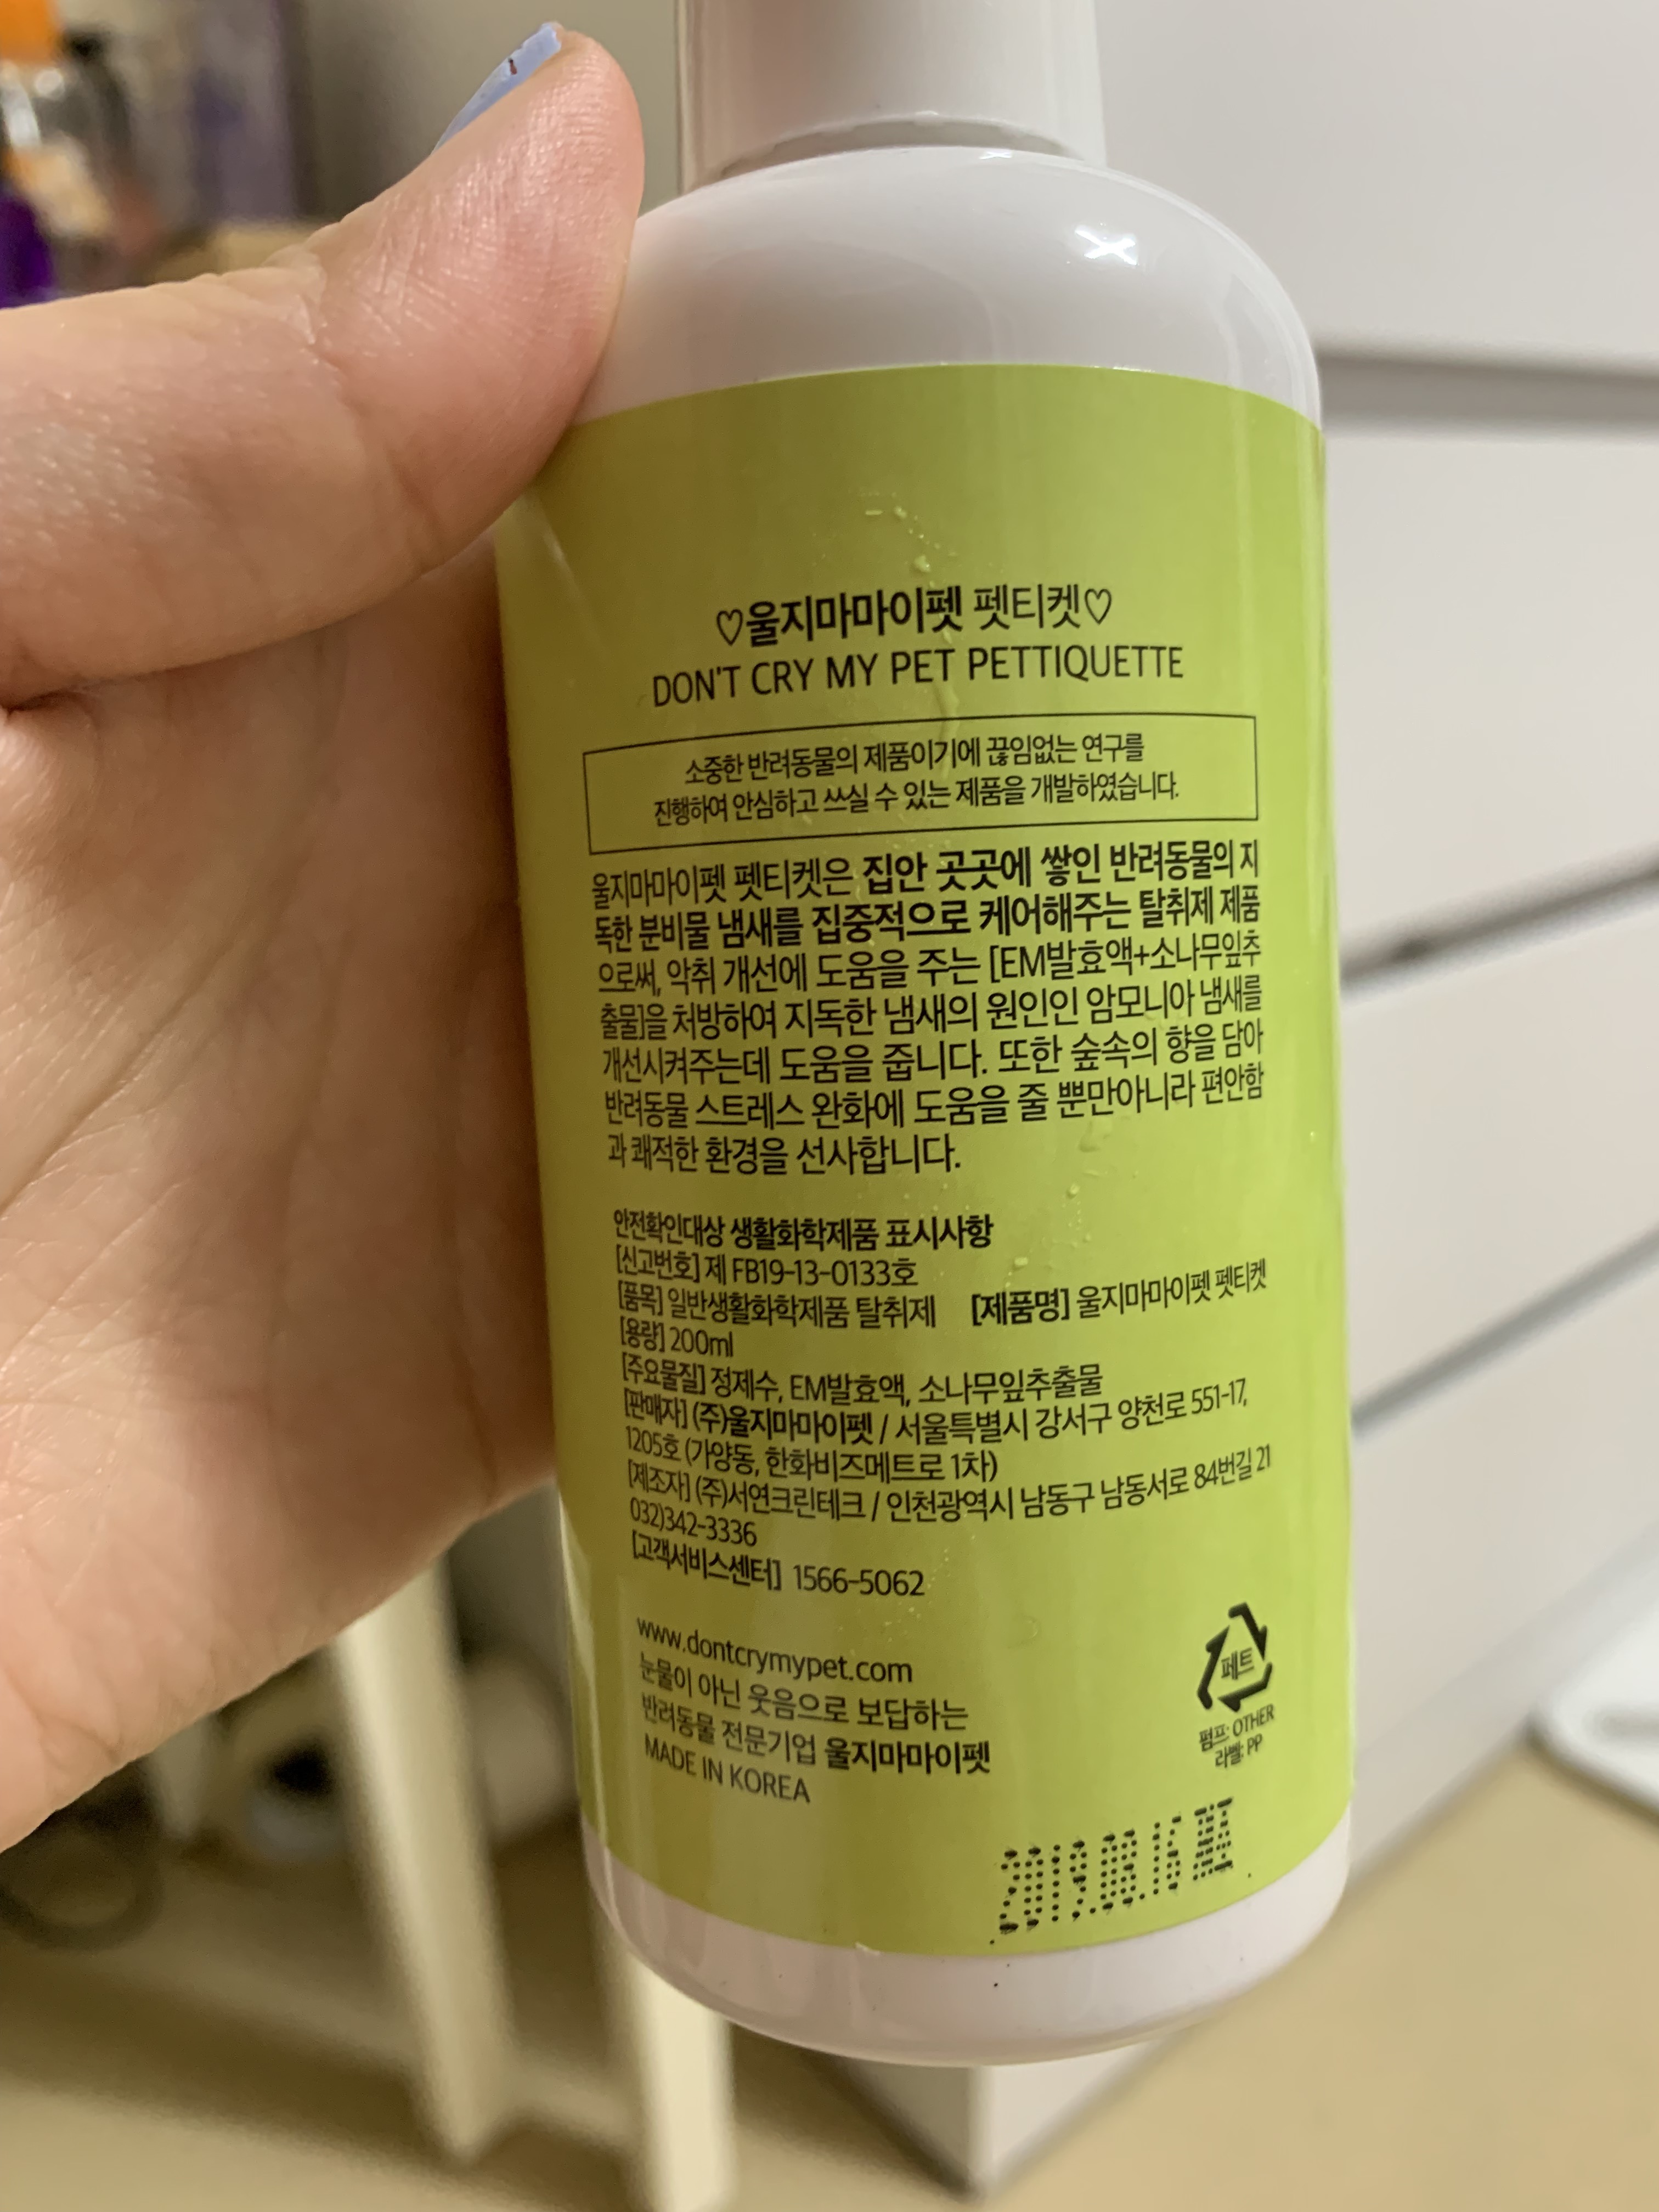 ♡울지마마이펫 펫티켓♡
DON'T CRY MY PET PETTIQUETTE
소중한 반려동물의 제품이기에 끊임없는 연구를
진행하여 안심하고 쓰실 수 있는 제품을 개발하였습니다.
울지마마이펫 펫티켓은 집안 곳곳에 쌓인 반려동물의 지
독한 분비물 냄새를 집중적으로 케어해주는 탈취제 제품
으로써, 악취 개선에 도움을 주는 [EM발효액+소나무잎추
출물]을 처방하여 지독한 냄새의 원인인 암모니아 냄새를
개선시켜주는데 도움을 줍니다. 또한 숲속의 향을 담아
반려동물 스트레스 완화에 도움을 줄 뿐만아니라 편안함
과 쾌적한 환경을 선사합니다.
안전확인대상 생활화학제품 표시사항
[신고번호] 제 FB19-13-0133호
[품목] 일반생활화학제품 탈취제 [제품명] 울지마마이펫 펫티켓
[용량] 200ml
[주요물질] 정제수, EM발효액, 소나무잎추출물
[판매자] (주)울지마마이펫 / 서울특별시 강서구 양천로 551-17,
1205호 (가양동, 한화비즈메트로 1차)
[제조자] (주)서연크린테크 / 인천광역시 남동구 남동서로 84번길 21
032)342-3336
[고객서비스센터] 1566-5062
www.dontcrymypet.com
눈물이 아닌 웃음으로 보답하는
반려동물 전문기업 울지마마이펫
MADE IN KOREA
페트
펌프: OTHER
라벨: PP